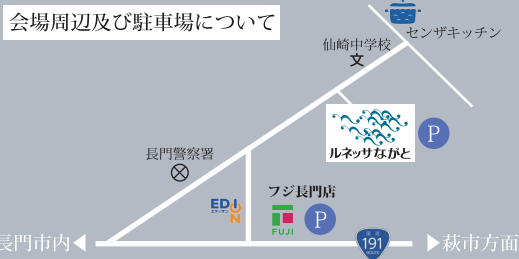 会場周辺及び駐車場について
センザキッチン
仙崎中学校
文
ルネッサながと
P
長門警察署
EDION
エディオン
フジ長門店
FUJI
P
長門市内
国道
191
ROUTE
萩市方面